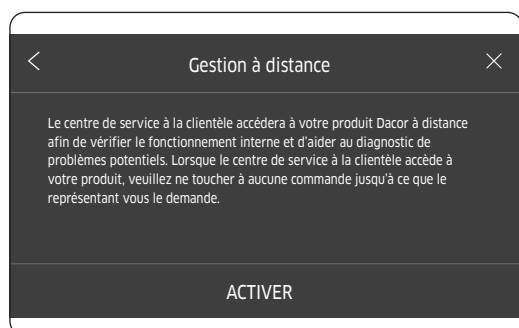 Gestion à distance
Le centre de service à la clientèle accédera à votre produit Dacor à distance
afin de vérifier le fonctionnement interne et d'aider au diagnostic de
problèmes potentiels. Lorsque le centre de service à la clientèle accède à
votre produit, veuillez ne toucher à aucune commande jusqu'à ce que le
représentant vous le demande.
ACTIVER